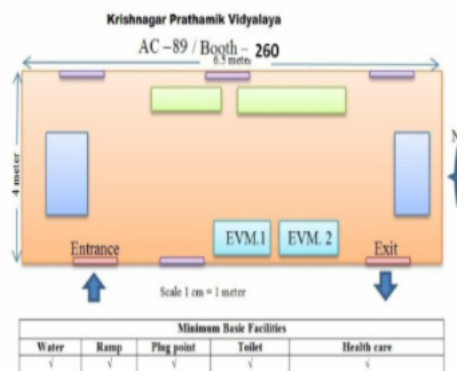 Krishnagar Prathamik Vidyalaya
AC -89 / Booth - 260
6.5 meter
4 meter
N
EVM.1 EVM. 2
Entrance Exit
Scale 1 cm = 1 meter
Minimum Basic Facilities
Water Ramp Plug point Toilet Health care
√ √ √ √ √